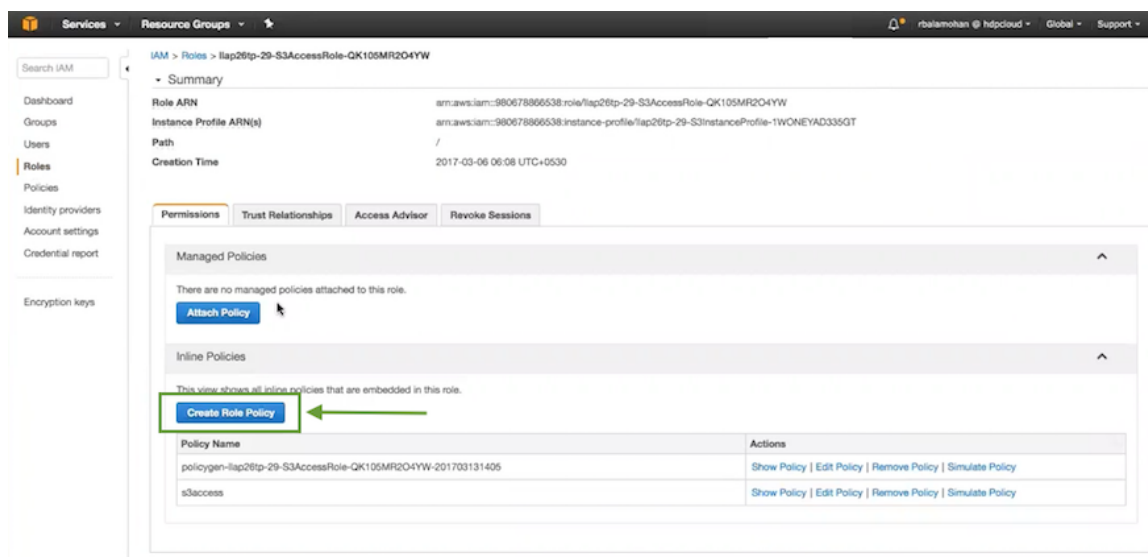 Services Resource Groups rbalamohan @ hdpcloud Global Support
IAM > Roles > llap26tp-29-S3AccessRole-QK105MR2O4YW
Search IAM
Summary
Dashboard
Role ARN arn:aws:iam::980678866538:role/llap26tp-29-S3AccessRole-QK105MR2O4YW
Groups
Instance Profile ARN(s) arn:aws:iam::980678866538:instance-profile/llap26tp-29-S3InstanceProfile-1WONEYAD335GT
Users
Path /
Roles
Creation Time 2017-03-06 06:08 UTC+0530
Policies
Identity providers
Permissions Trust Relationships Access Advisor Revoke Sessions
Account settings
Credential report
Managed Policies
There are no managed policies attached to this role.
Encryption keys
Attach Policy
Inline Policies
This view shows all inline policies that are embedded in this role.
Create Role Policy
Policy Name Actions
policygen-llap26tp-29-S3AccessRole-QK105MR2O4YW-201703131405 Show Policy | Edit Policy | Remove Policy | Simulate Policy
s3access Show Policy | Edit Policy | Remove Policy | Simulate Policy